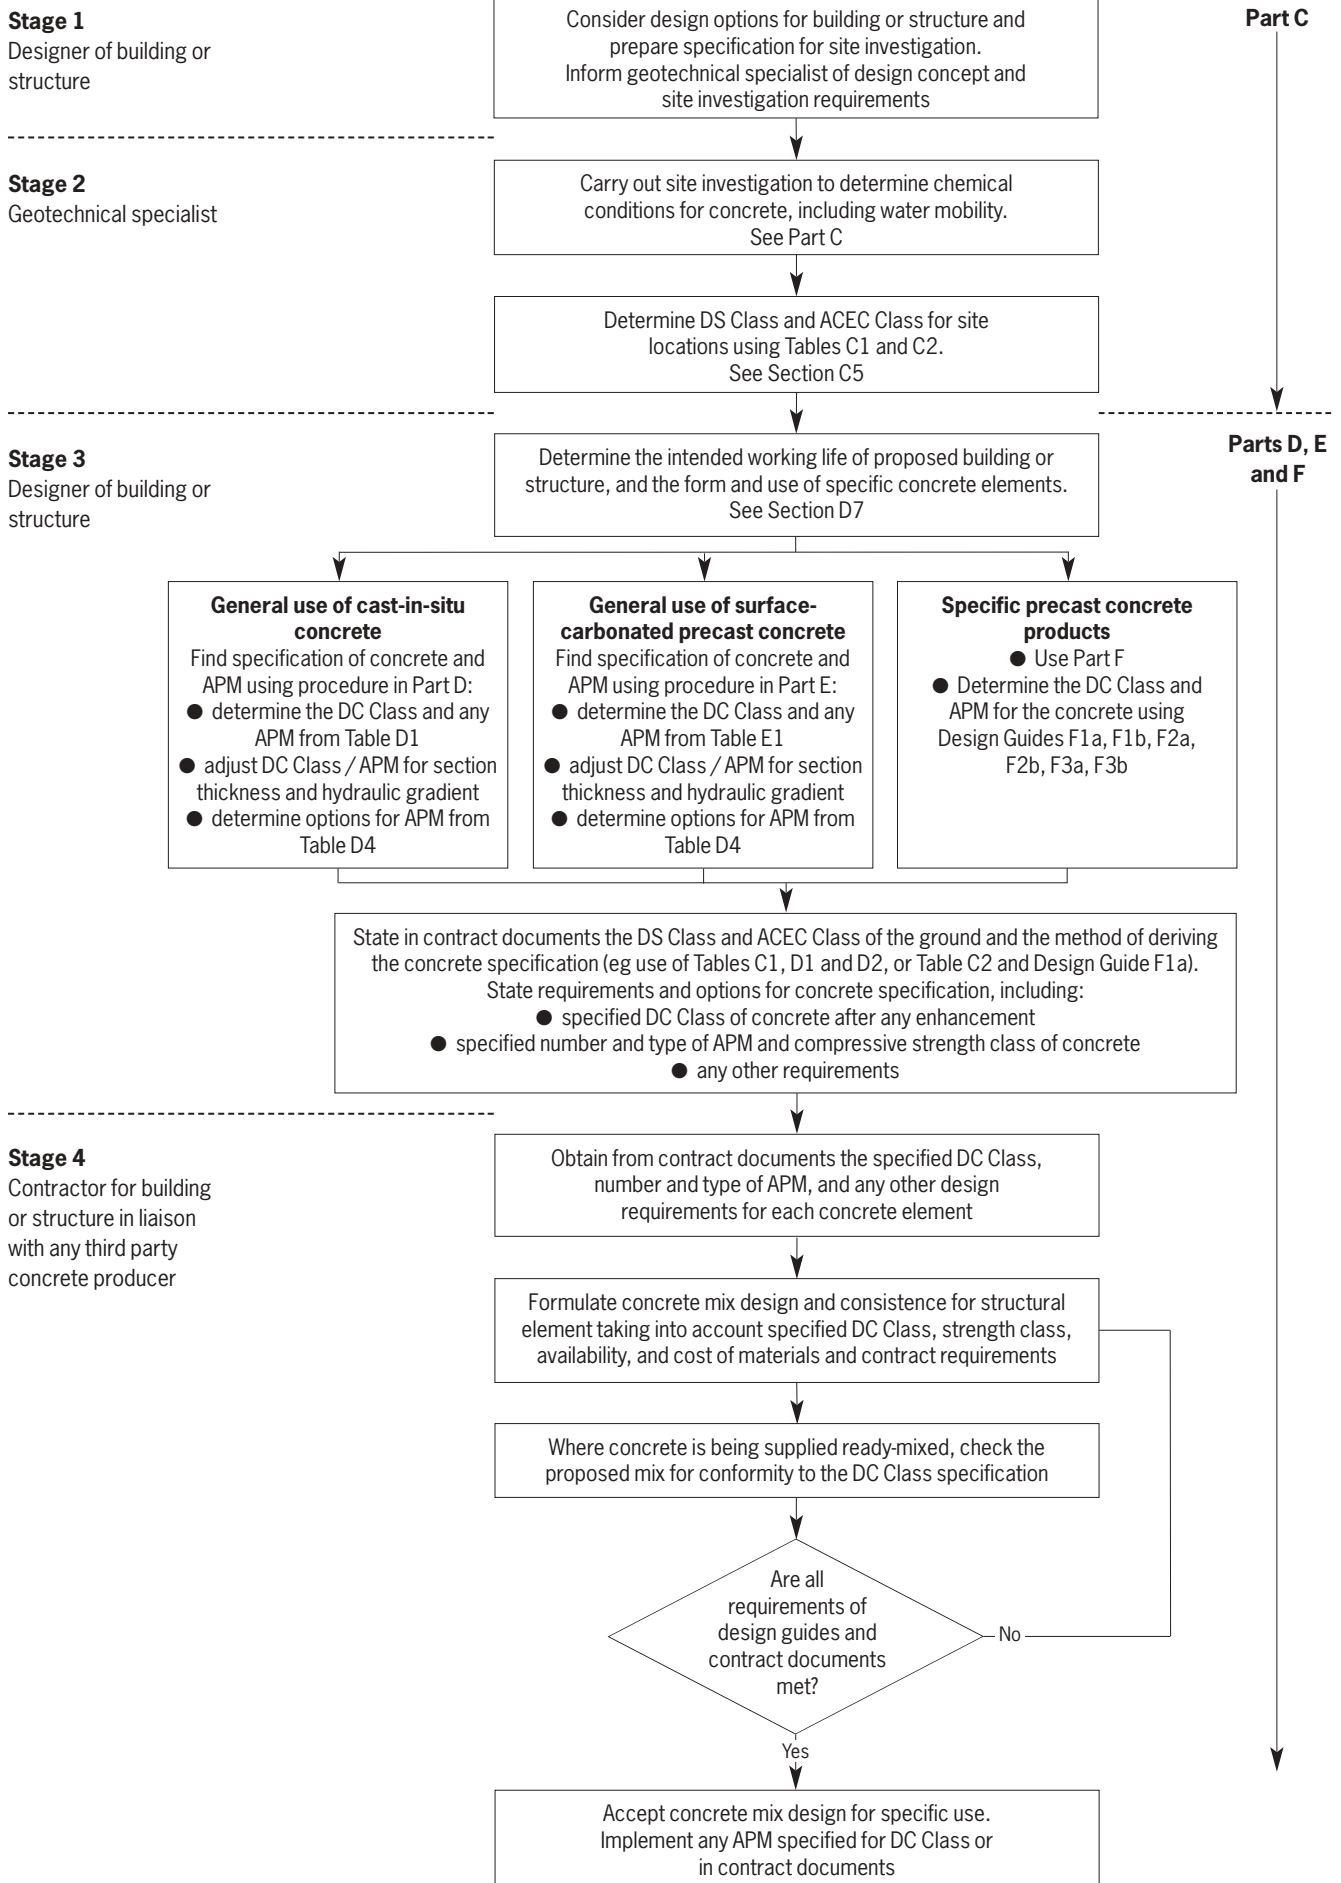 Stage 1
Designer of building or
structure
Consider design options for building or structure and
prepare specification for site investigation.
Inform geotechnical specialist of design concept and
site investigation requirements
Part C
Stage 2
Geotechnical specialist
Carry out site investigation to determine chemical
conditions for concrete, including water mobility.
See Part C
Determine DS Class and ACEC Class for site
locations using Tables C1 and C2.
See Section C5
Stage 3
Designer of building or
structure
Determine the intended working life of proposed building or
structure, and the form and use of specific concrete elements.
See Section D7
Parts D, E
and F
General use of cast-in-situ
concrete
Find specification of concrete and
APM using procedure in Part D:
● determine the DC Class and any
APM from Table D1
● adjust DC Class / APM for section
thickness and hydraulic gradient
● determine options for APM from
Table D4
General use of surface-
carbonated precast concrete
Find specification of concrete and
APM using procedure in Part E:
● determine the DC Class and any
APM from Table E1
● adjust DC Class / APM for section
thickness and hydraulic gradient
● determine options for APM from
Table D4
Specific precast concrete
products
● Use Part F
● Determine the DC Class and
APM for the concrete using
Design Guides F1a, F1b, F2a,
F2b, F3a, F3b
State in contract documents the DS Class and ACEC Class of the ground and the method of deriving
the concrete specification (eg use of Tables C1, D1 and D2, or Table C2 and Design Guide F1a).
State requirements and options for concrete specification, including:
● specified DC Class of concrete after any enhancement
● specified number and type of APM and compressive strength class of concrete
● any other requirements
Stage 4
Contractor for building
or structure in liaison
with any third party
concrete producer
Obtain from contract documents the specified DC Class,
number and type of APM, and any other design
requirements for each concrete element
Formulate concrete mix design and consistence for structural
element taking into account specified DC Class, strength class,
availability, and cost of materials and contract requirements
Where concrete is being supplied ready-mixed, check the
proposed mix for conformity to the DC Class specification
Are all
requirements of
design guides and
contract documents
met?
No
Yes
Accept concrete mix design for specific use.
Implement any APM specified for DC Class or
in contract documents